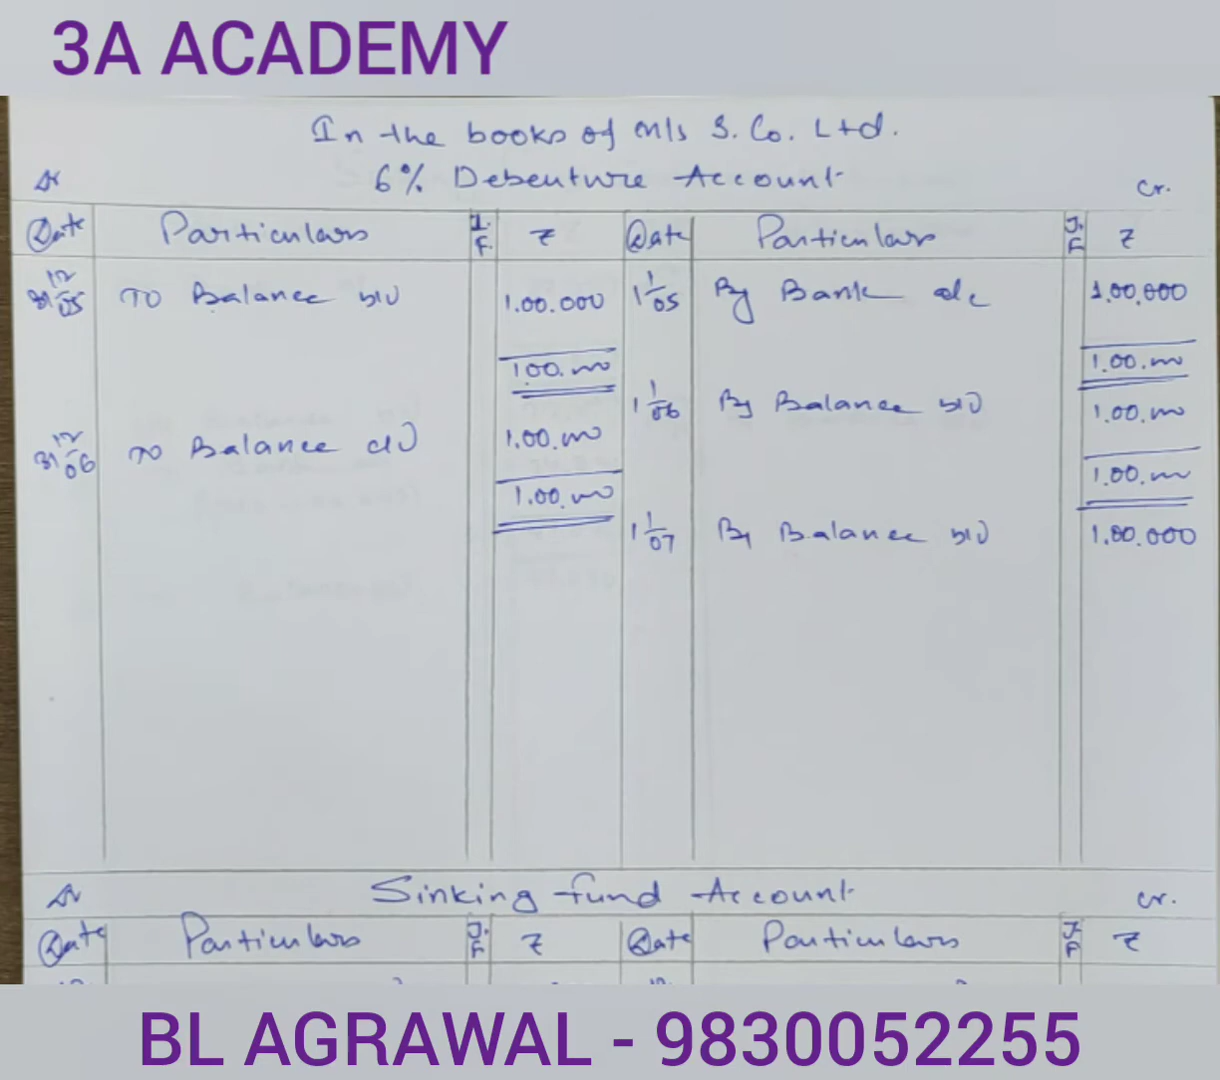 3A ACADEMY
In the books of M/s S. Co. Ltd.
6% Debenture Account
Dr Cr.
Date Particulars J.F. ₹ Date Particulars J.F ₹
31/12/05 To Balance b/d 1,00,000 1/1/05 By Bank a/c 1,00,000
1,00,000 1,00,000
1/1/06 By Balance b/d 1,00,000
31/12/06 To Balance c/d 1,00,000
1,00,000 1,00,000
1/1/07 By Balance b/d 1,00,000
Dr Sinking fund Account Cr.
Date Particulars J.F ₹ Date Particulars J.F ₹
BL AGRAWAL - 9830052255